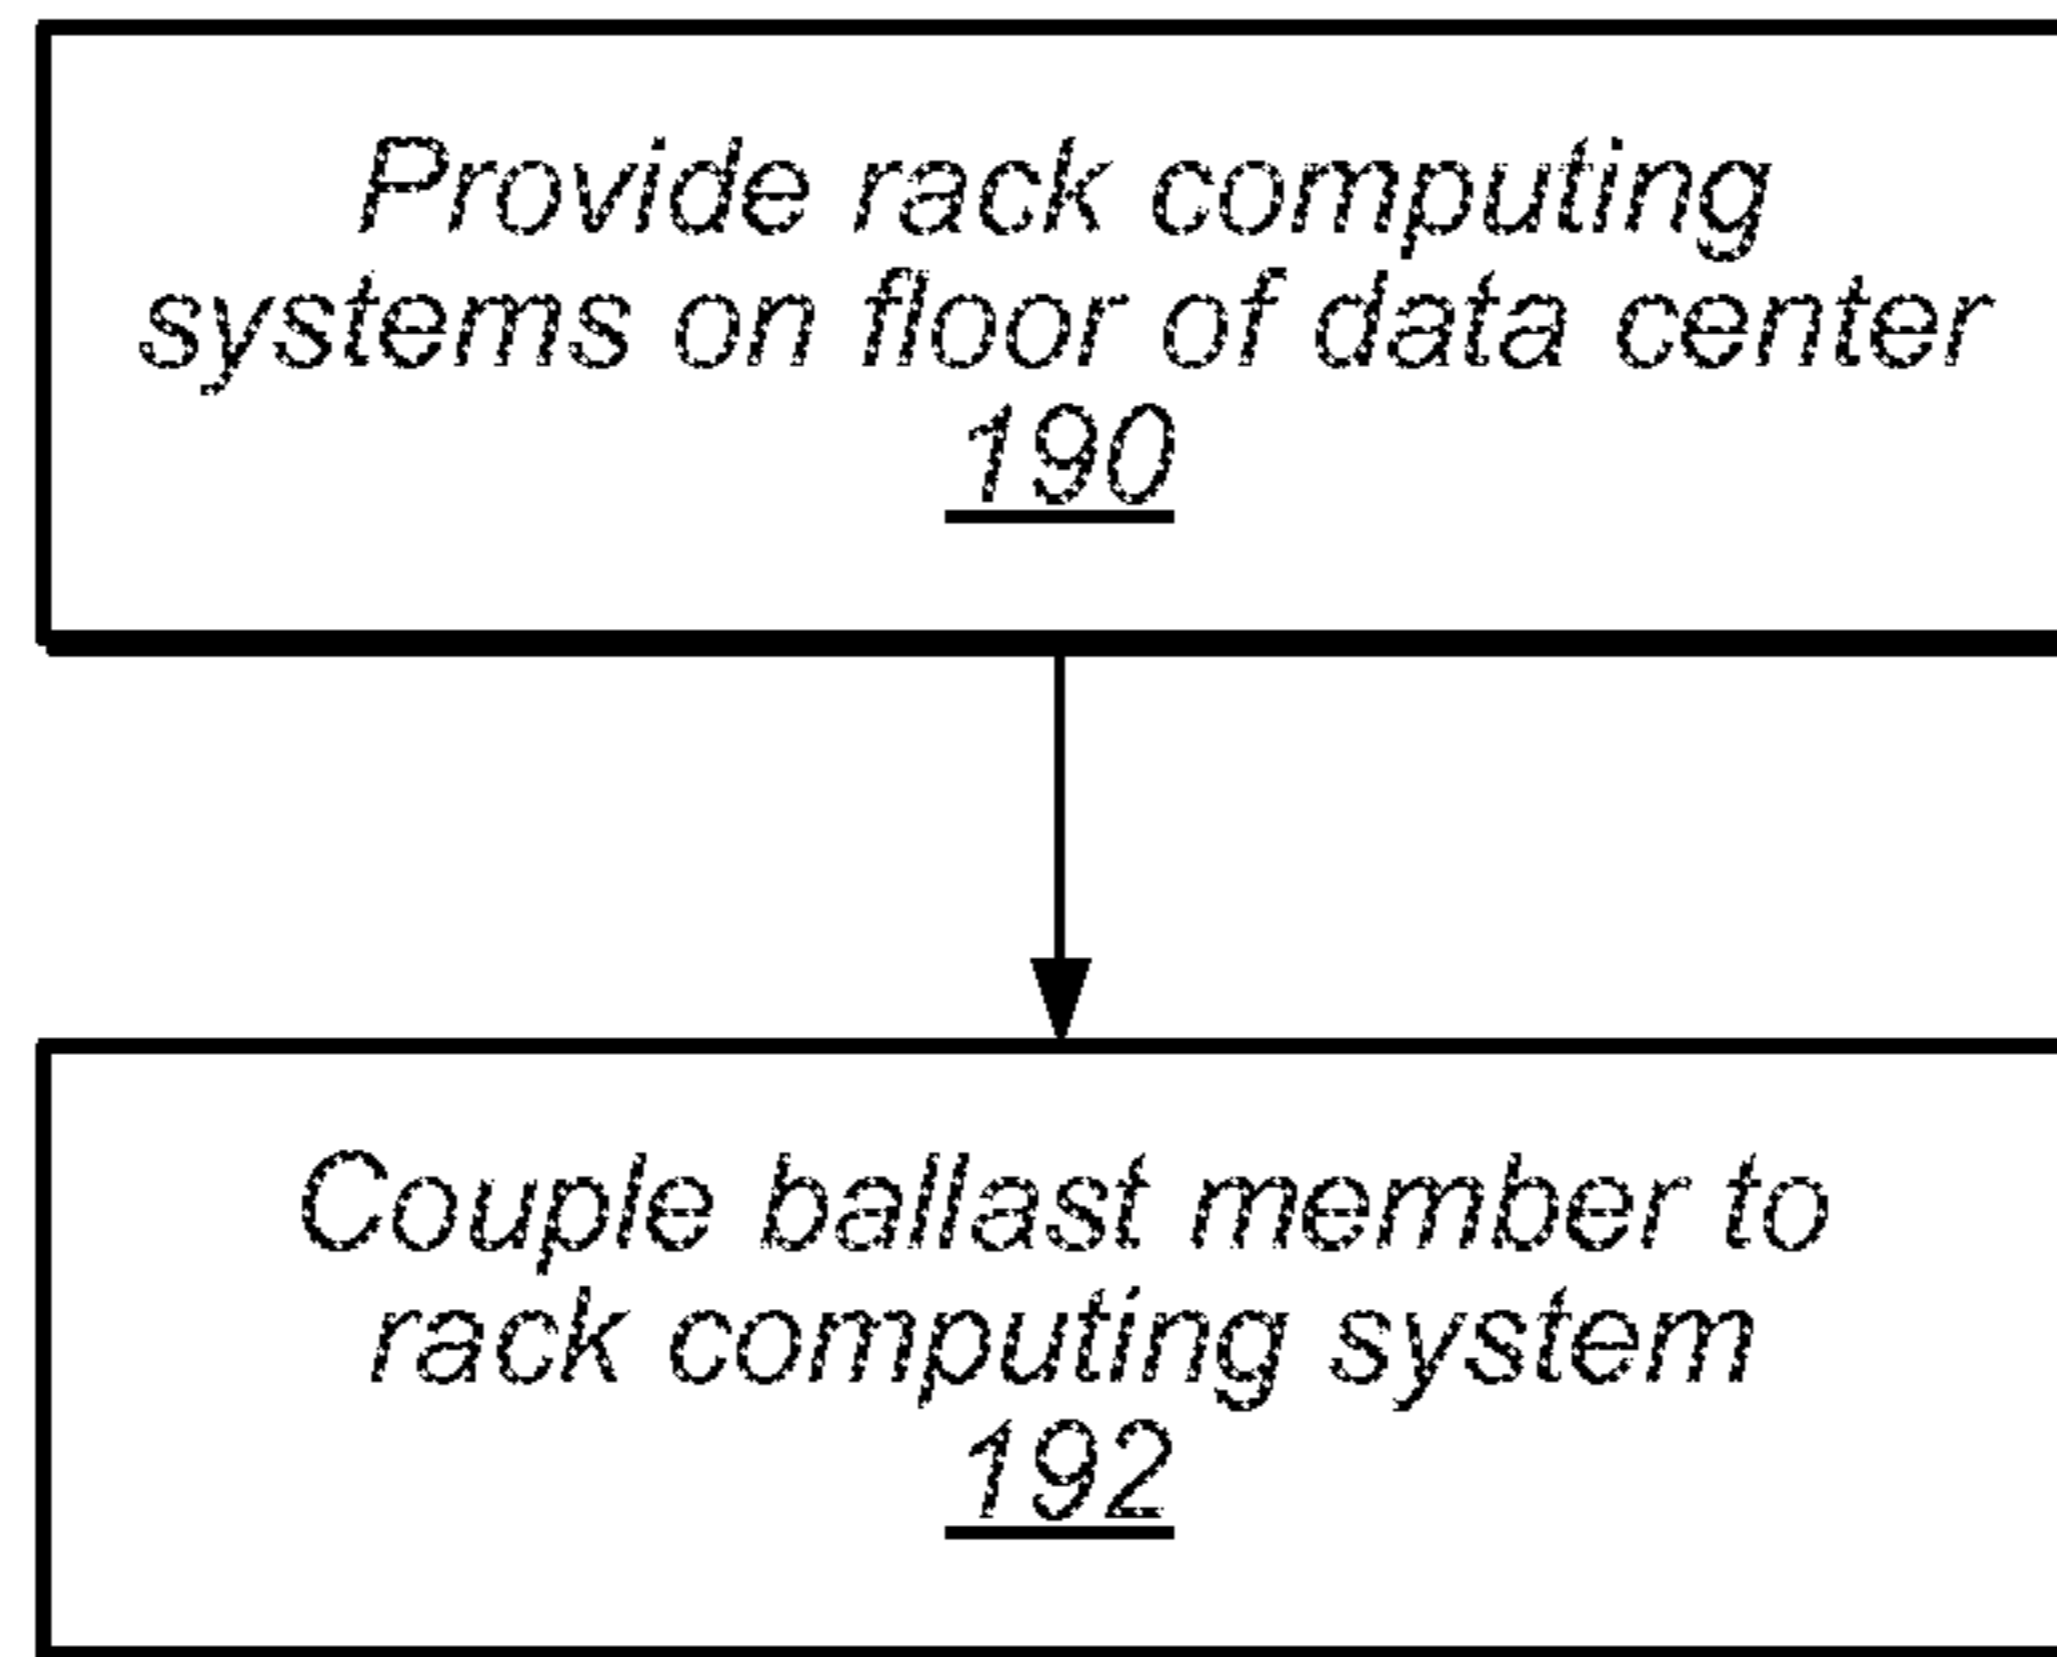 Provide rack computing
systems on floor of data center
190
Couple ballast member to
rack computing system
192